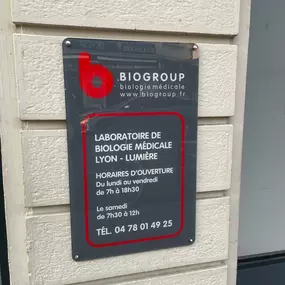 b
BIOGROUP
biologie médicale
www.biogroup.fr
LABORATOIRE DE
BIOLOGIE MÉDICALE
LYON - LUMIÈRE
HORAIRES D'OUVERTURE
Du lundi au vendredi
de 7h à 18h30
Le samedi
de 7h30 à 12h
TÉL. 04 78 01 49 25